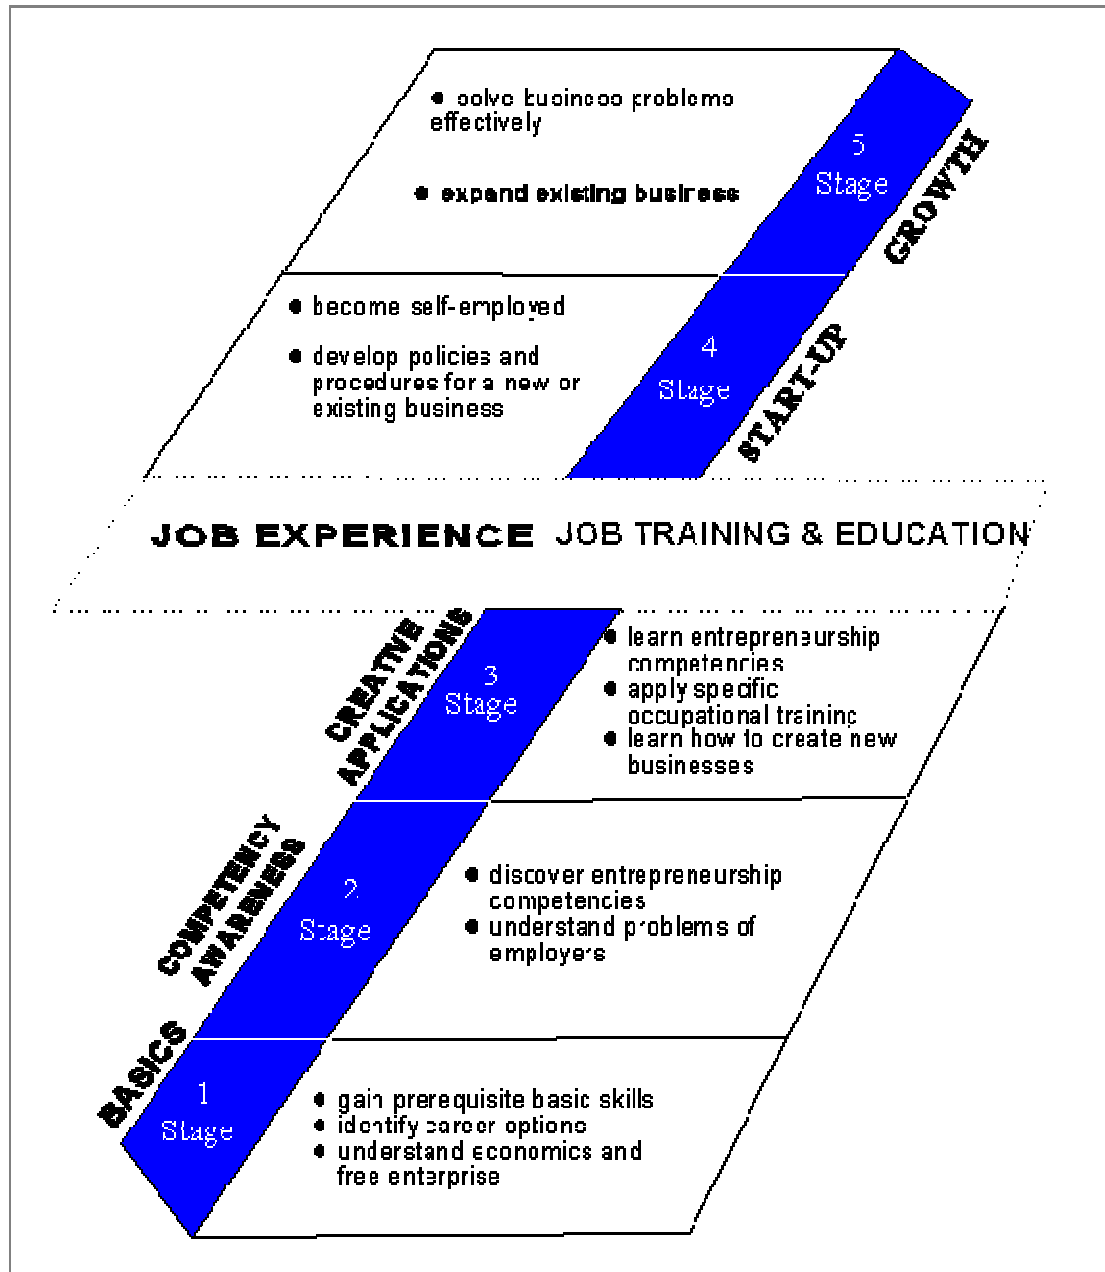 ● solve business problems
effectively
● expand existing business
5
Stage
GROWTH
● become self-employed
● develop policies and
procedures for a new or
existing business
4
Stage
START-UP
JOB EXPERIENCE JOB TRAINING & EDUCATION
CREATIVE
APPLICATIONS
3
Stage
● learn entrepreneurship
competencies
● apply specific
occupational training
● learn how to create new
businesses
COMPETENCY
AWARENESS
2
Stage
● discover entrepreneurship
competencies
● understand problems of
employers
BASICS
1
Stage
● gain prerequisite basic skills
● identify career options
● understand economics and
free enterprise